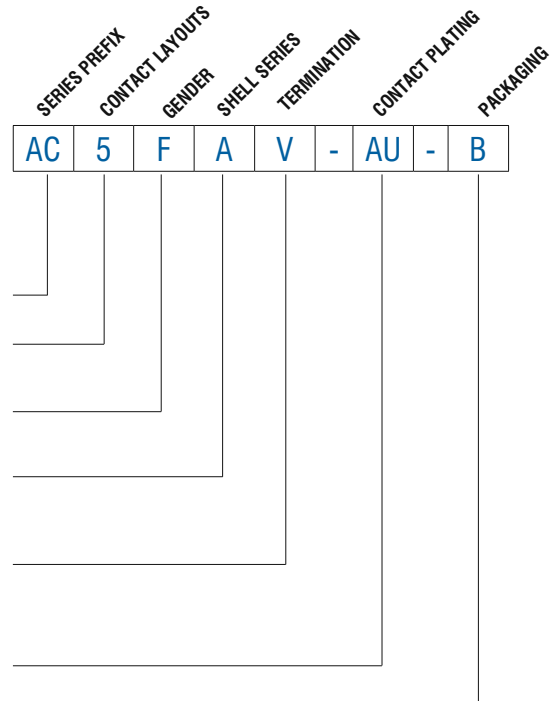 SERIES PREFIX
CONTACT LAYOUTS
GENDER
SHELL SERIES
TERMINATION
CONTACT PLATING
PACKAGING
AC 5 F A V - AU - B